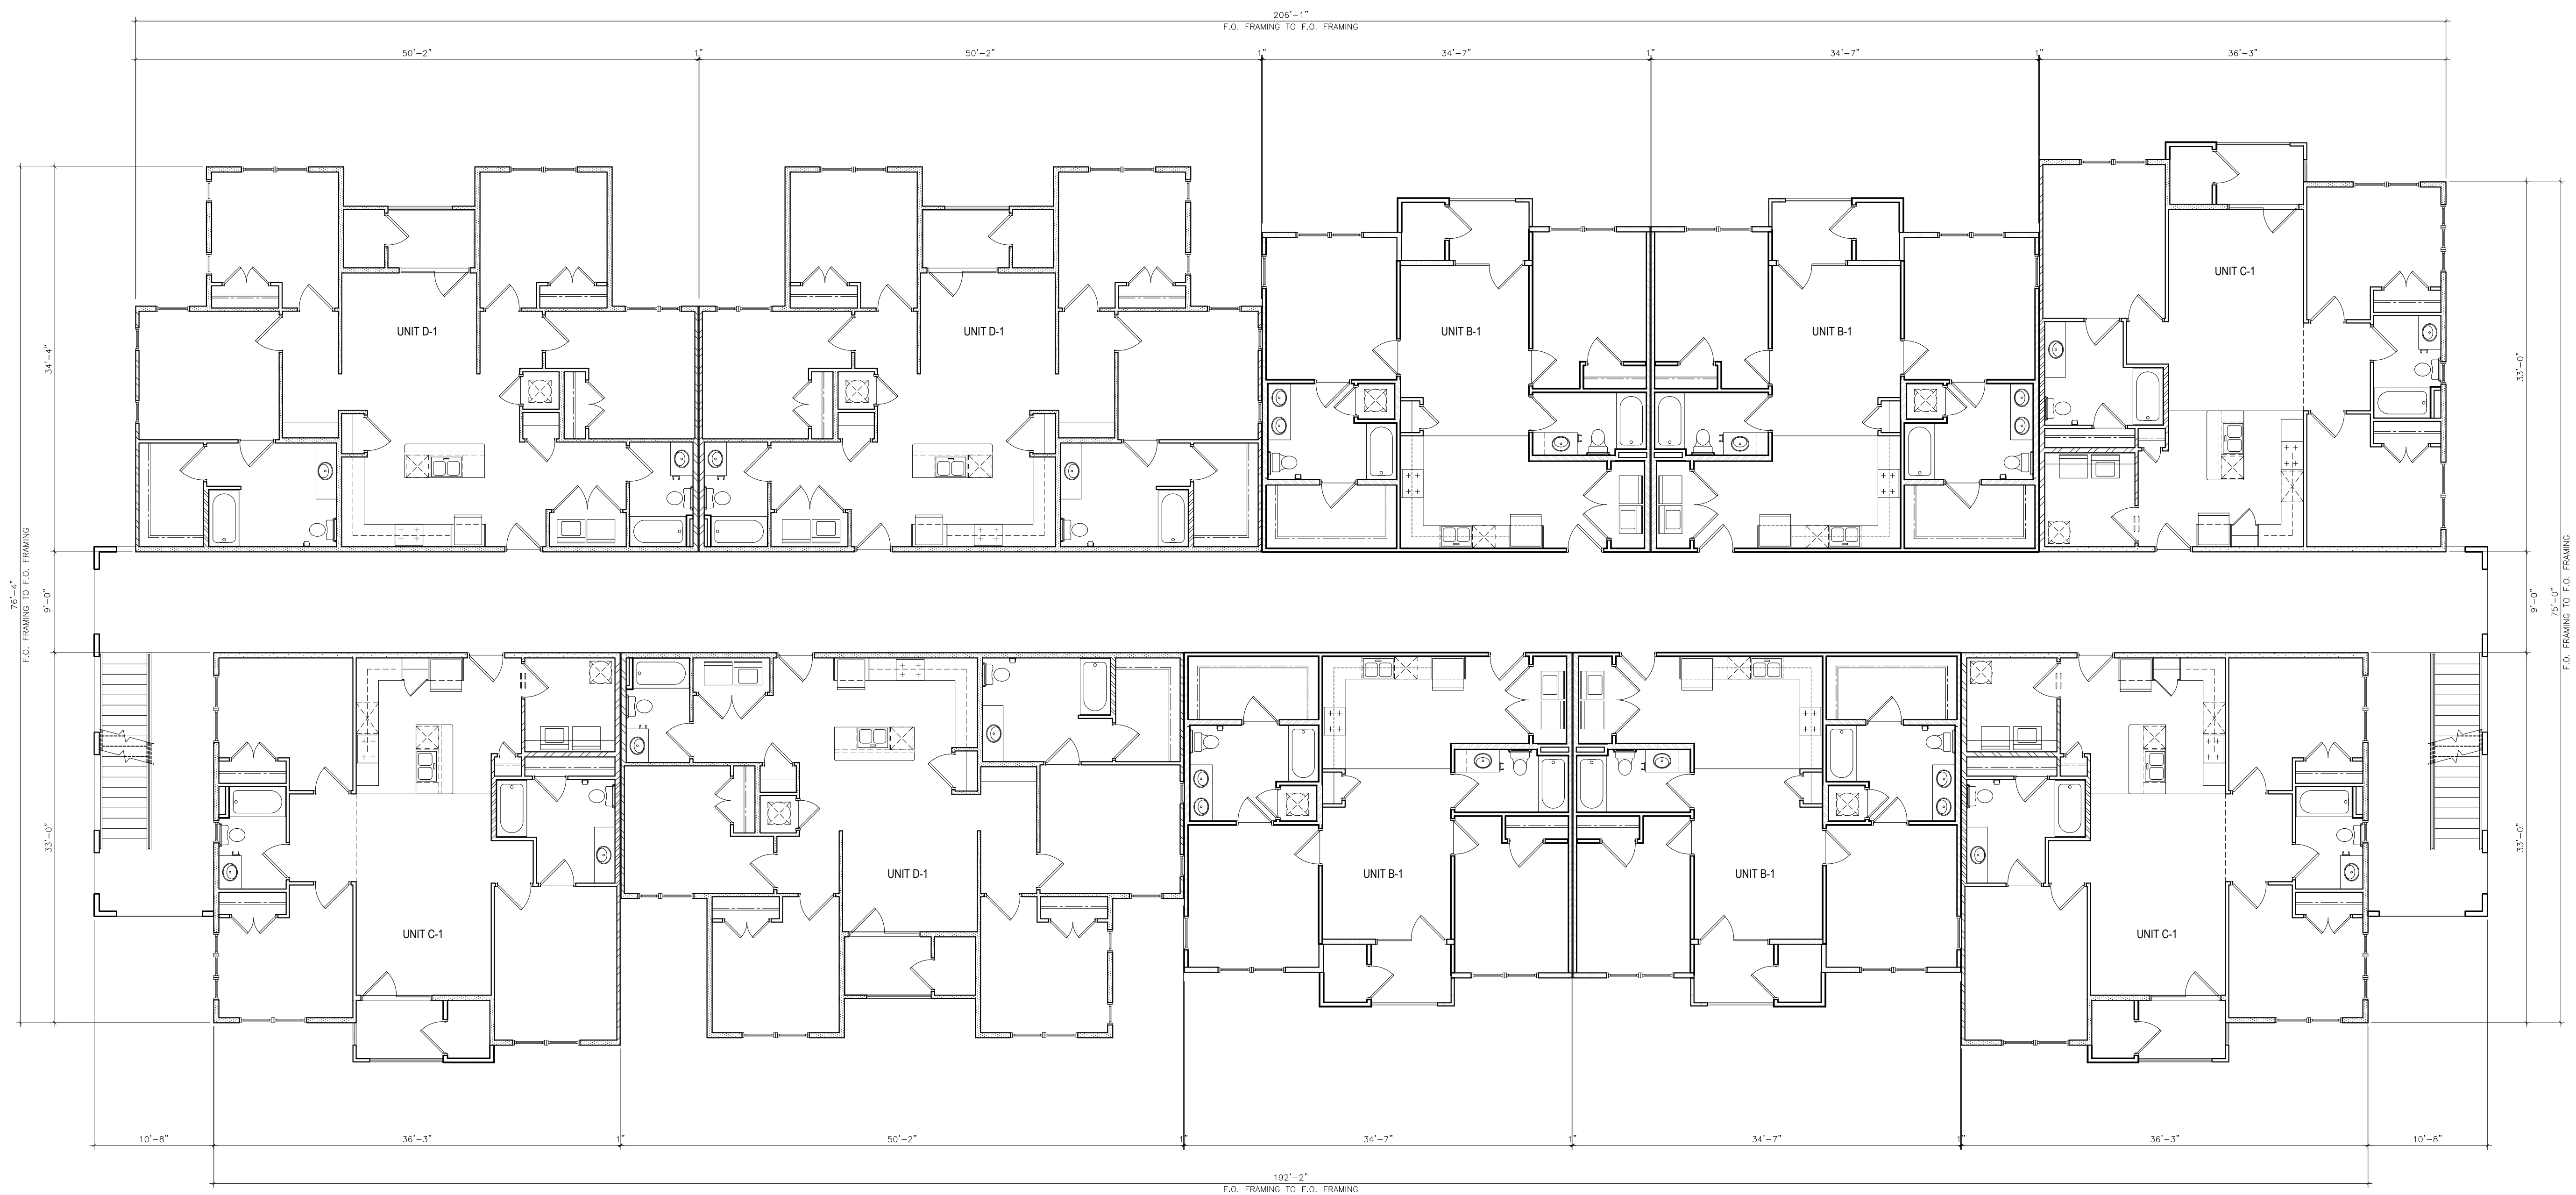 206'-1"
F.O. FRAMING TO F.O. FRAMING
50'-2" 1" 50'-2" 1" 34'-7" 1" 34'-7" 1" 36'-3"
UNIT C-1
UNIT D-1 UNIT D-1 UNIT B-1 UNIT B-1
34'-4" 33'-0"
76'-4"
F.O. FRAMING TO F.O. FRAMING
9'-0" 9'-0"
75'-0"
F.O. FRAMING TO F.O. FRAMING
33'-0" 33'-0"
UNIT D-1 UNIT B-1 UNIT B-1
UNIT C-1 UNIT C-1
10'-8" 36'-3" 1" 50'-2" 1" 34'-7" 1" 34'-7" 1" 36'-3" 10'-8"
192'-2"
F.O. FRAMING TO F.O. FRAMING